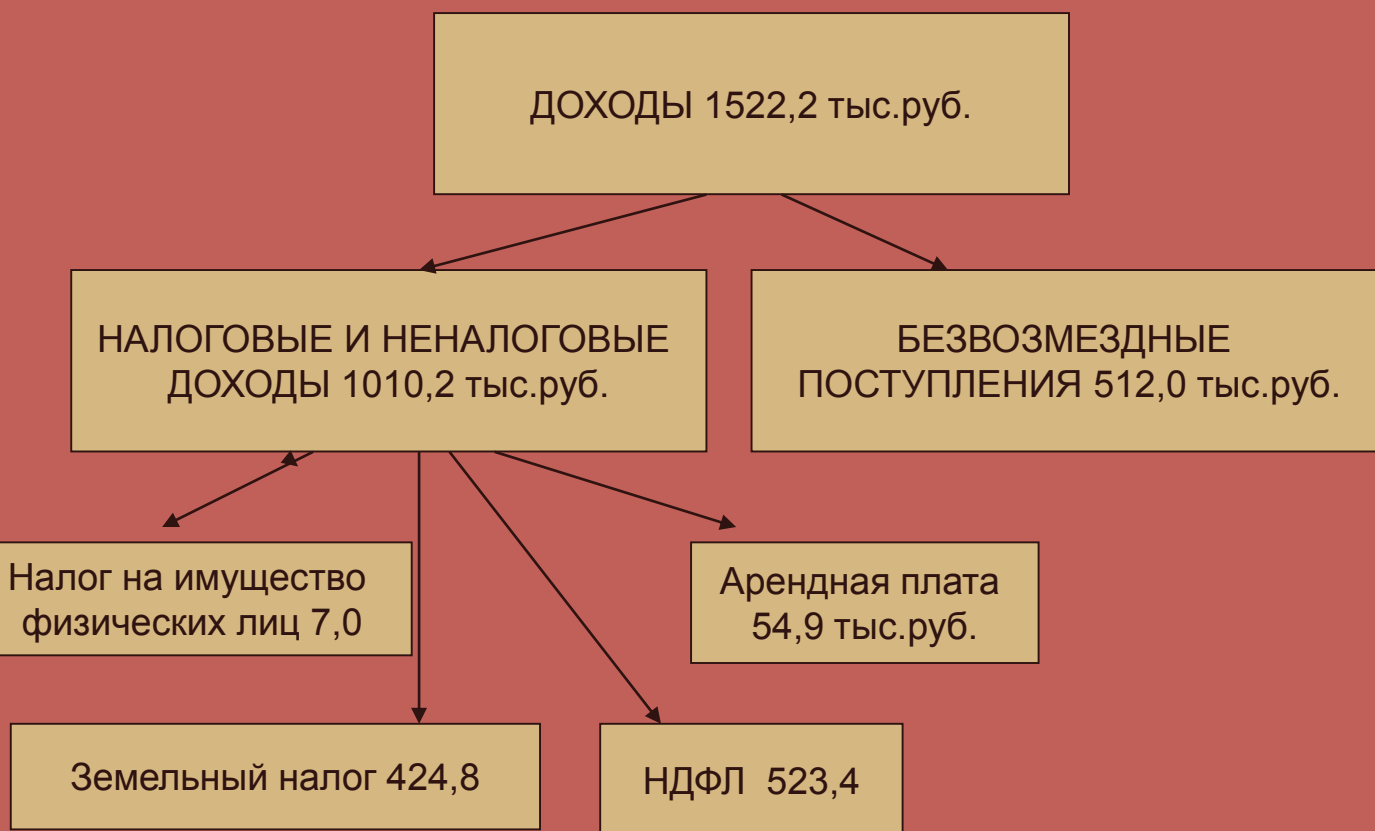 ДОХОДЫ 1522,2 тыс.руб.
НАЛОГОВЫЕ И НЕНАЛОГОВЫЕ
ДОХОДЫ 1010,2 тыс.руб.
БЕЗВОЗМЕЗДНЫЕ
ПОСТУПЛЕНИЯ 512,0 тыс.руб.
Налог на имущество
физических лиц 7,0
Арендная плата
54,9 тыс.руб.
Земельный налог 424,8
НДФЛ 523,4